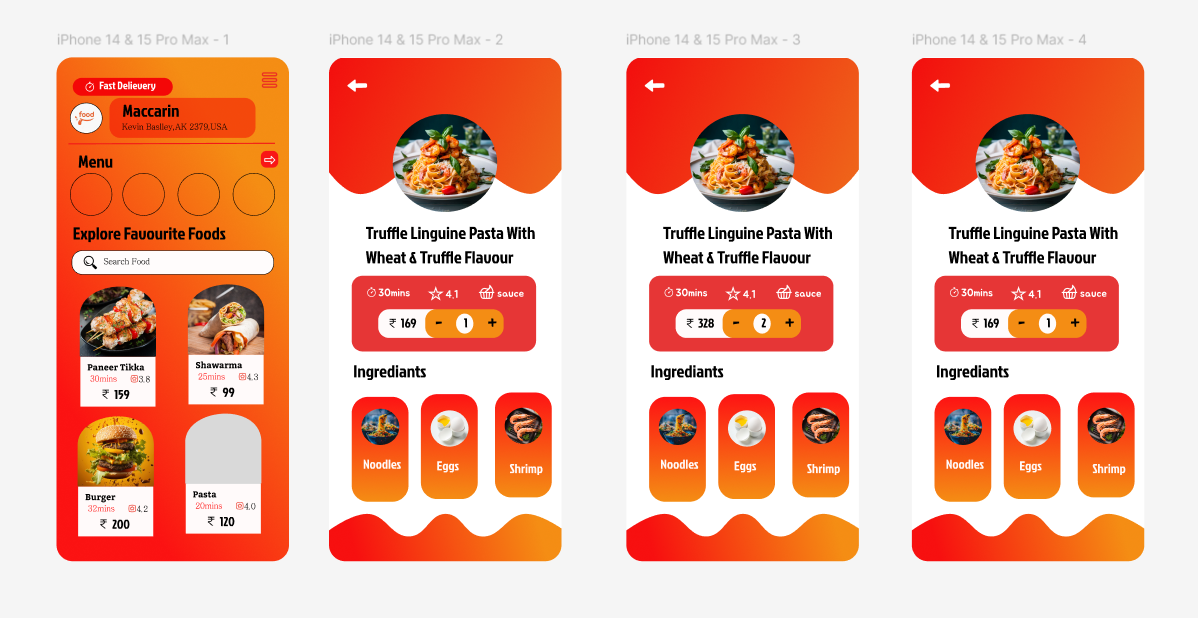 iPhone 14 & 15 Pro Max - 1
Fast Delievery
food
Maccarin
Kevin Baslley,AK 2379,USA
Menu
Explore Favourite Foods
Search Food
Paneer Tikka
30mins 3.8
₹ 159
Shawarma
25mins 4.3
₹ 99
Burger
32mins 4.2
₹ 200
Pasta
20mins 4.0
₹ 120
iPhone 14 & 15 Pro Max - 2
Truffle Linguine Pasta With
Wheat & Truffle Flavour
30mins 4.1 sauce
₹ 169 - 1 +
Ingrediants
Noodles
Eggs
Shrimp
iPhone 14 & 15 Pro Max - 3
Truffle Linguine Pasta With
Wheat & Truffle Flavour
30mins 4.1 sauce
₹ 328 - 2 +
Ingrediants
Noodles
Eggs
Shrimp
iPhone 14 & 15 Pro Max - 4
Truffle Linguine Pasta With
Wheat & Truffle Flavour
30mins 4.1 sauce
₹ 169 - 1 +
Ingrediants
Noodles
Eggs
Shrimp